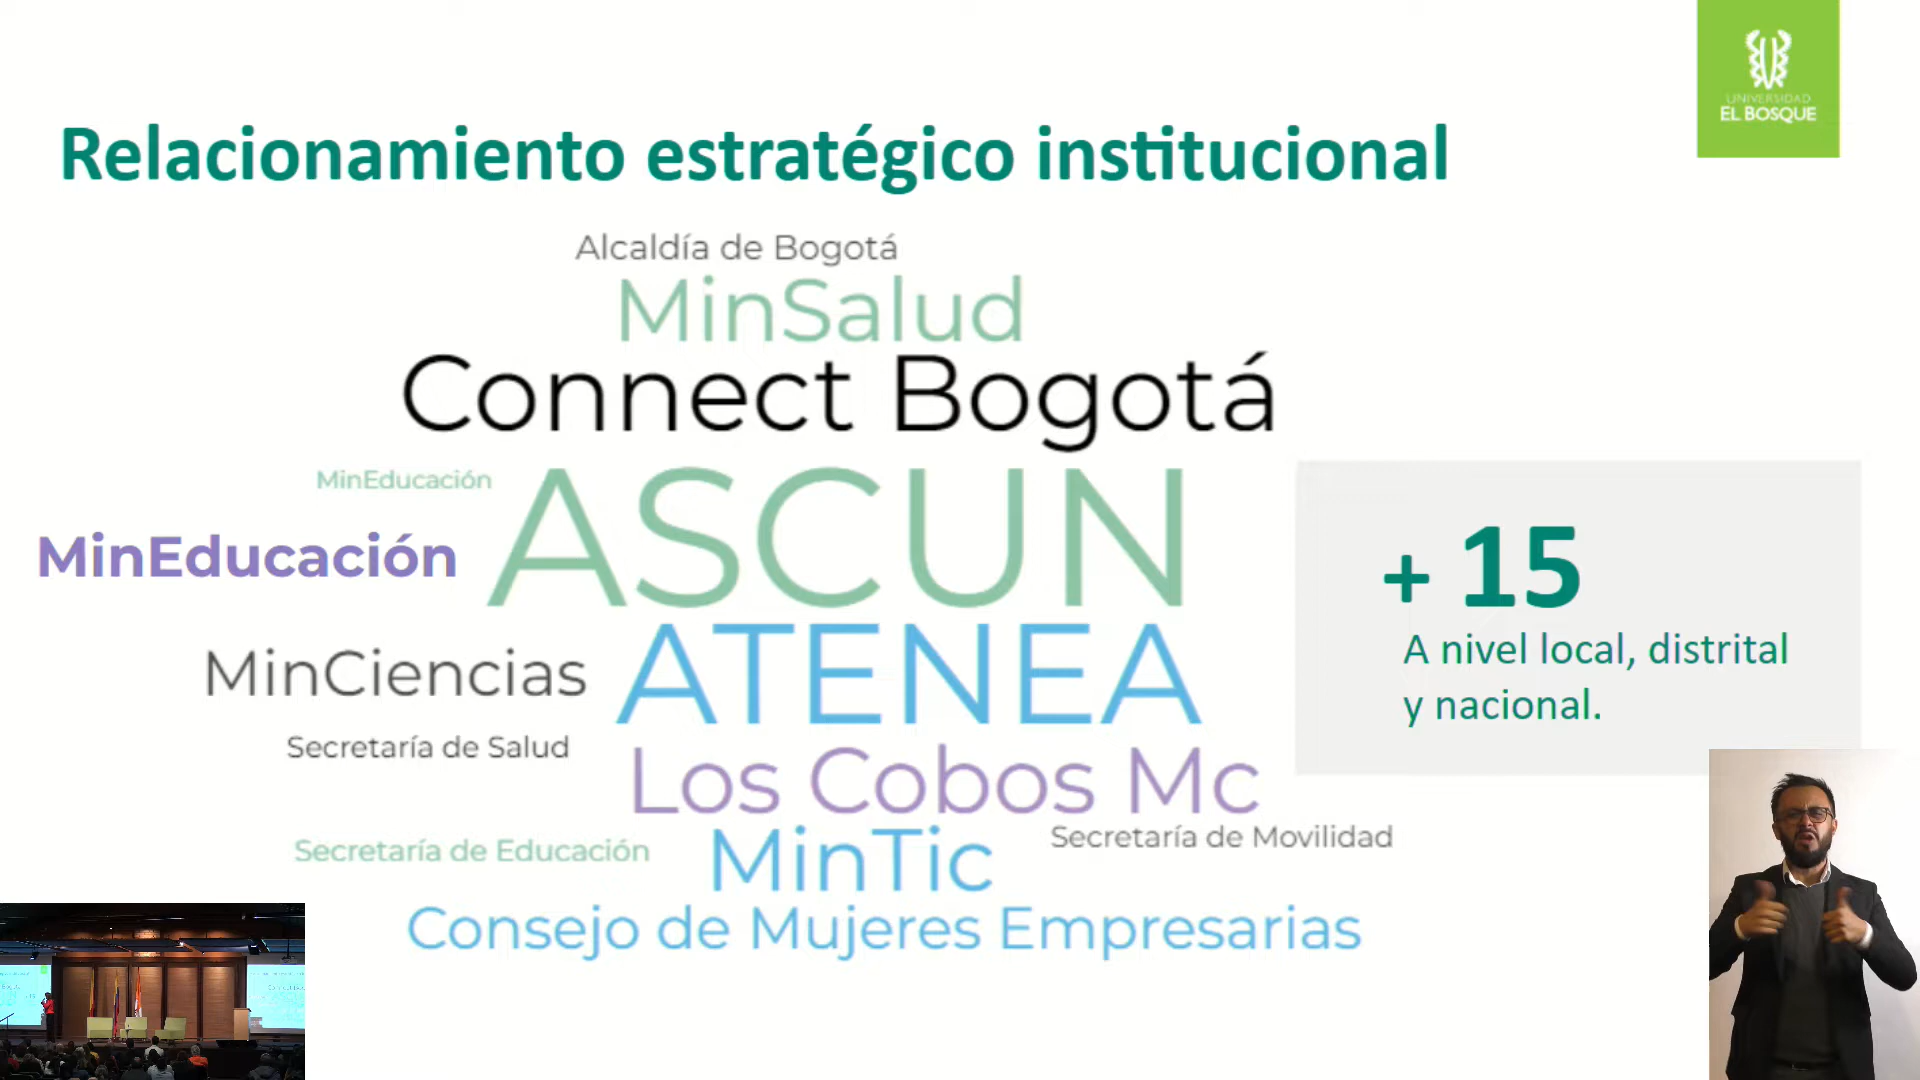 UNIVERSIDAD
EL BOSQUE
Relacionamiento estratégico institucional
Alcaldía de Bogotá
MinSalud
Connect Bogotá
MinEducación
ASCUN
MinEducación
MinCiencias
ATENEA
Secretaría de Salud
Los Cobos Mc
Secretaría de Educación
MinTic
Secretaría de Movilidad
Consejo de Mujeres Empresarias
+ 15
A nivel local, distrital
y nacional.